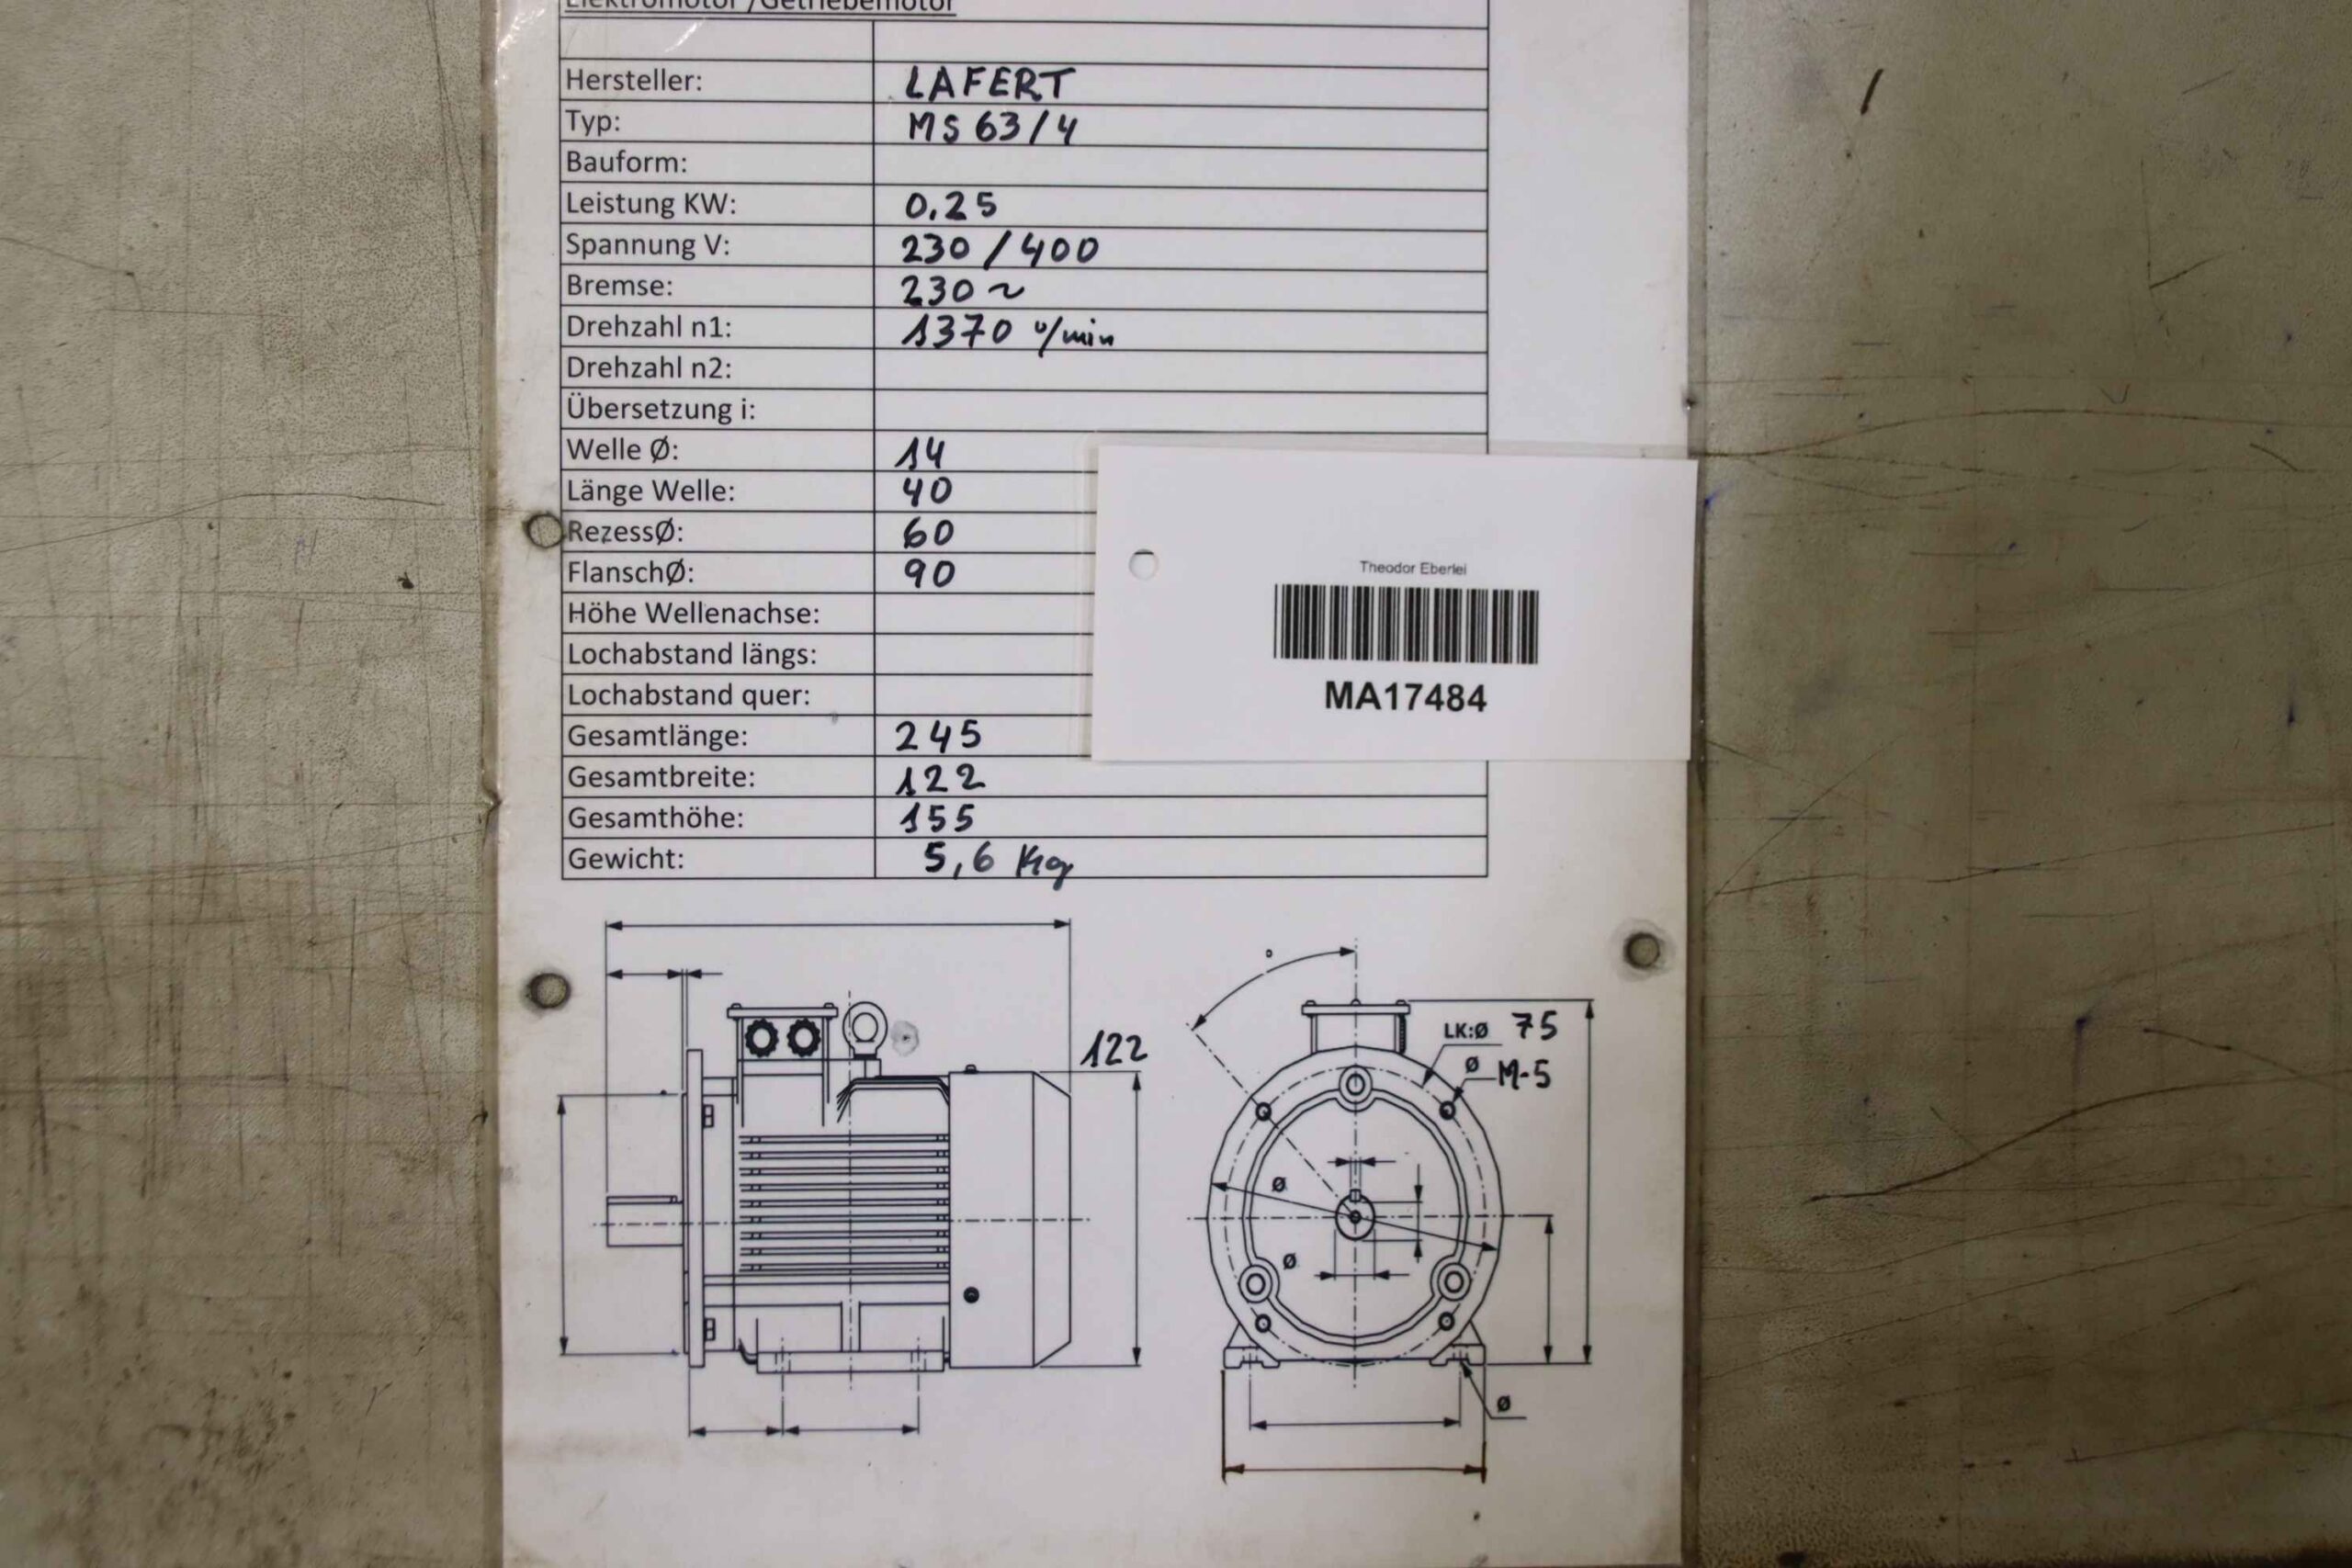 Elektromotor /Getriebemotor
Hersteller: LAFERT
Typ: MS 63/4
Bauform:
Leistung KW: 0.25
Spannung V: 230 / 400
Bremse: 230 ~
Drehzahl n1: 1370 U/min
Drehzahl n2:
Übersetzung i:
Welle Ø: 14
Länge Welle: 40
RezessØ: 60
FlanschØ: 90
Höhe Wellenachse:
Lochabstand längs:
Lochabstand quer:
Gesamtlänge: 245
Gesamtbreite: 122
Gesamthöhe: 155
Gewicht: 5,6 Kg
Theodor Eberlei
MA17484
122
°
LK:Ø 75
Ø M-5
Ø
Ø
Ø